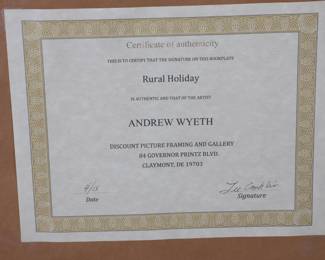 Certificate of authenticity
THIS IS TO CERTIFY THAT THE SIGNATURE ON THIS BOOKPLATE
Rural Holiday
IS AUTHENTIC AND THAT OF THE ARTIST
ANDREW WYETH
DISCOUNT PICTURE FRAMING AND GALLERY
84 GOVERNOR PRINTZ BLVD.
CLAYMONT, DE 19703
Date
Signature